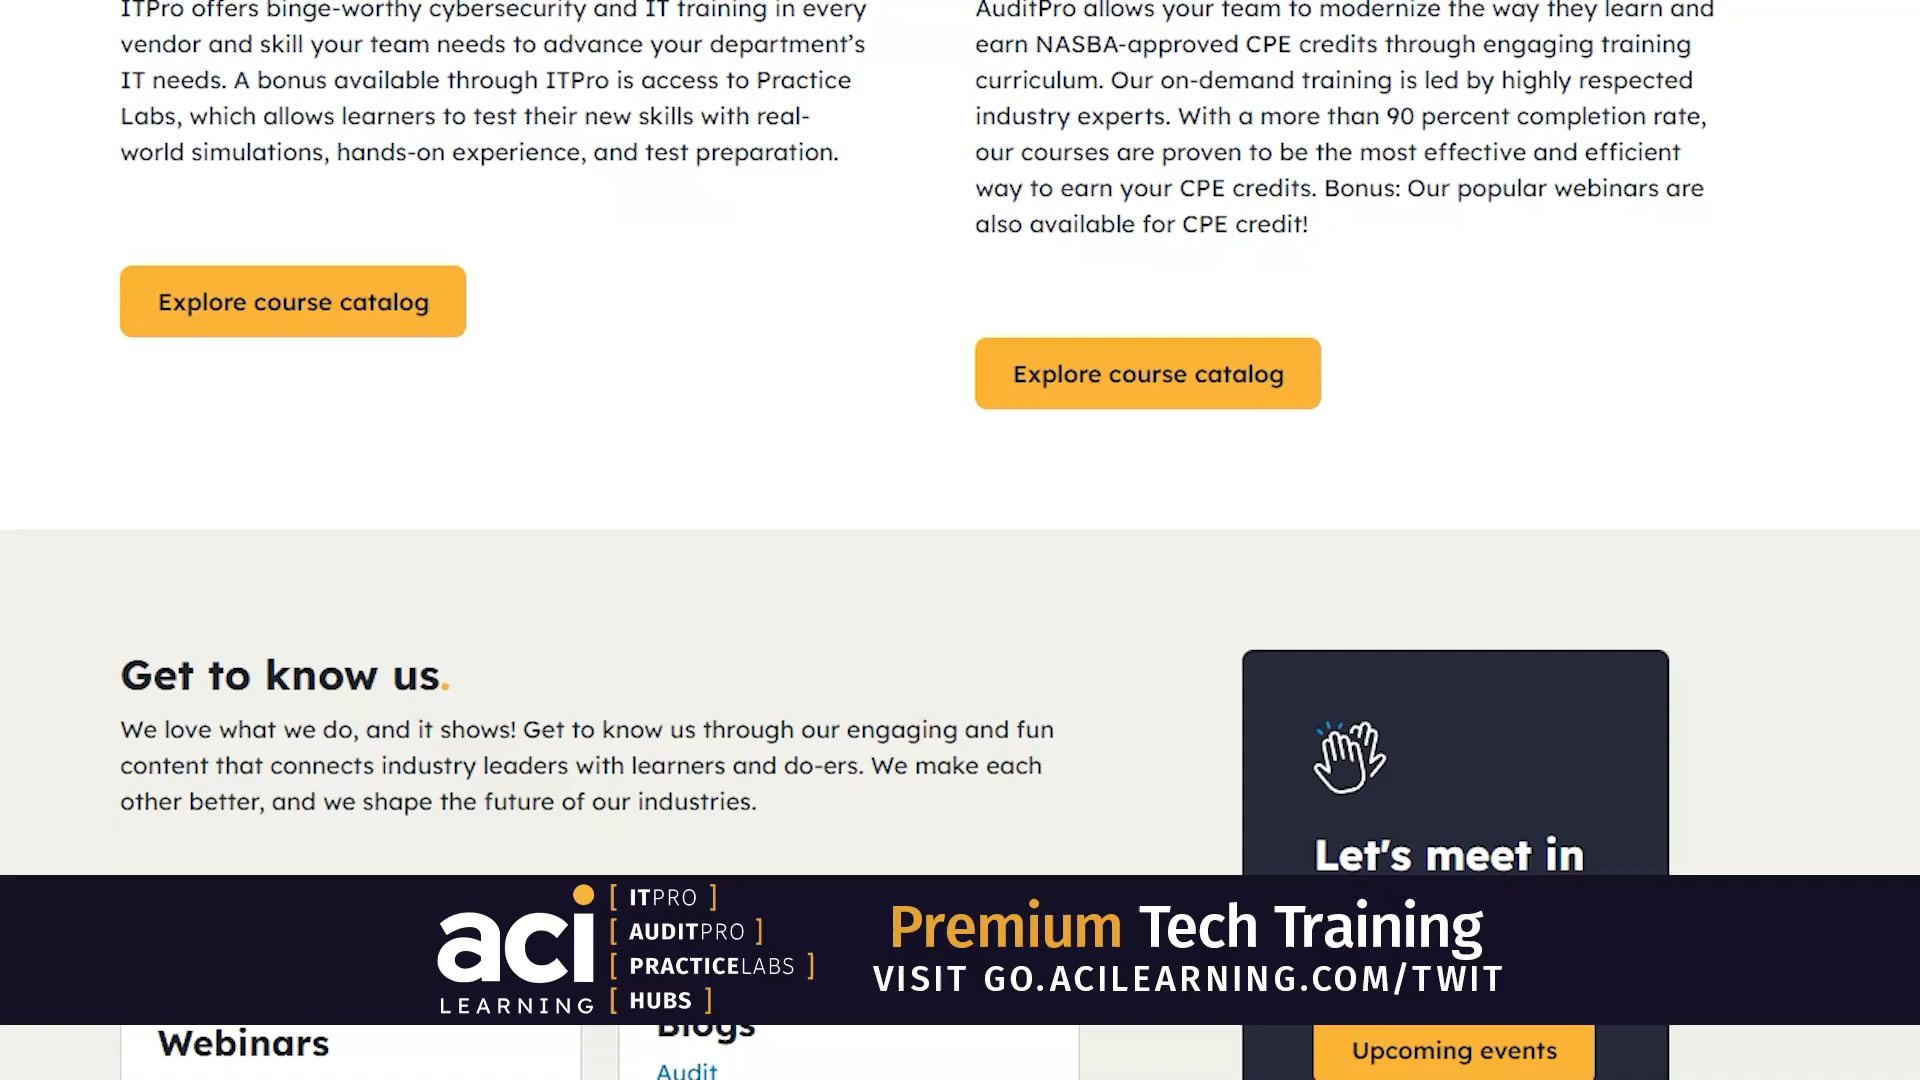 ITPro offers binge-worthy cybersecurity and IT training in every
vendor and skill your team needs to advance your department’s
IT needs. A bonus available through ITPro is access to Practice
Labs, which allows learners to test their new skills with real-
world simulations, hands-on experience, and test preparation.
Explore course catalog
AuditPro allows your team to modernize the way they learn and
earn NASBA-approved CPE credits through engaging training
curriculum. Our on-demand training is led by highly respected
industry experts. With a more than 90 percent completion rate,
our courses are proven to be the most effective and efficient
way to earn your CPE credits. Bonus: Our popular webinars are
also available for CPE credit!
Explore course catalog
Get to know us.
We love what we do, and it shows! Get to know us through our engaging and fun
content that connects industry leaders with learners and do-ers. We make each
other better, and we shape the future of our industries.
Let's meet in
aci
LEARNING
[ ITPRO ]
[ AUDITPRO ]
[ PRACTICELABS ]
[ HUBS ]
Premium Tech Training
VISIT GO.ACILEARNING.COM/TWIT
Webinars
Blogs
Audit
Upcoming events